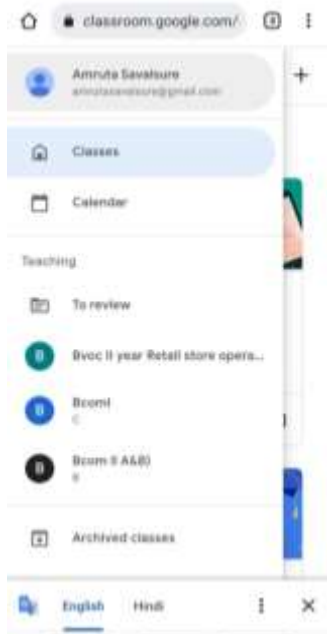 classroom.google.com/
Amruta Savalsure
amrutasavalsure@gmail.com
Classes
Calendar
Teaching
To review
B
Bvoc II year Retail store opera...
B
BcomI
C
B
Bcom II A&B)
B
Archived classes
English Hindi